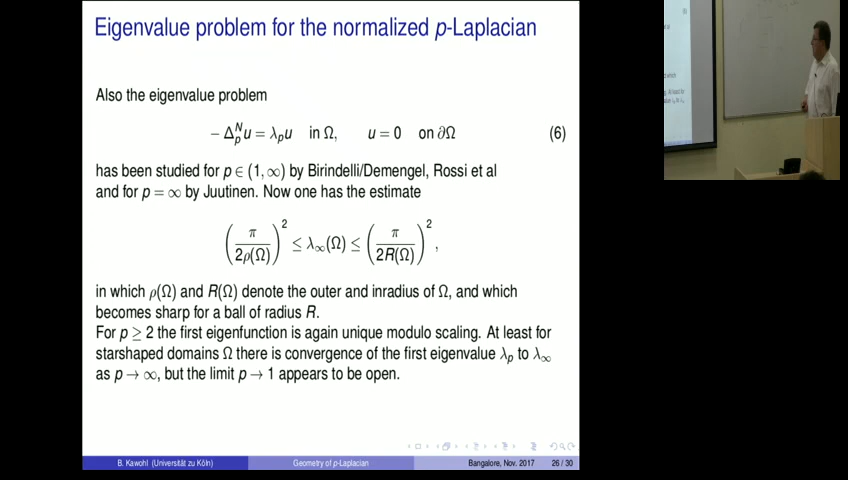 Eigenvalue problem for the normalized p-Laplacian
Also the eigenvalue problem
− Δ_p^N u = λ_p u in Ω, u = 0 on ∂Ω (6)
has been studied for p ∈ (1, ∞) by Birindelli/Demengel, Rossi et al
and for p = ∞ by Juutinen. Now one has the estimate
(π / 2ρ(Ω))^2 ≤ λ_∞(Ω) ≤ (π / 2R(Ω))^2,
in which ρ(Ω) and R(Ω) denote the outer and inradius of Ω, and which
becomes sharp for a ball of radius R.
For p ≥ 2 the first eigenfunction is again unique modulo scaling. At least for
starshaped domains Ω there is convergence of the first eigenvalue λ_p to λ_∞
as p → ∞, but the limit p → 1 appears to be open.
B. Kawohl (Universität zu Köln) Geometry of p-Laplacian Bangalore, Nov. 2017 26 / 30